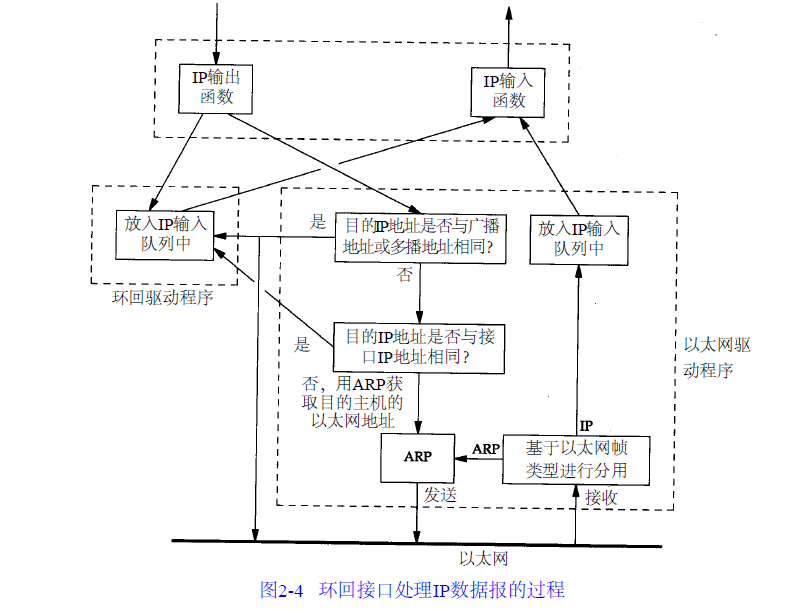 IP输出
函数
IP输入
函数
放入IP输入
队列中
环回驱动程序
是
目的IP地址是否与广播
地址或多播地址相同？
放入IP输入
队列中
否
目的IP地址是否与接
口IP地址相同？
是
以太网驱
动程序
否，用ARP获
取目的主机的
以太网地址
ARP
ARP
IP
基于以太网帧
类型进行分用
发送
接收
以太网
图2-4 环回接口处理IP数据报的过程